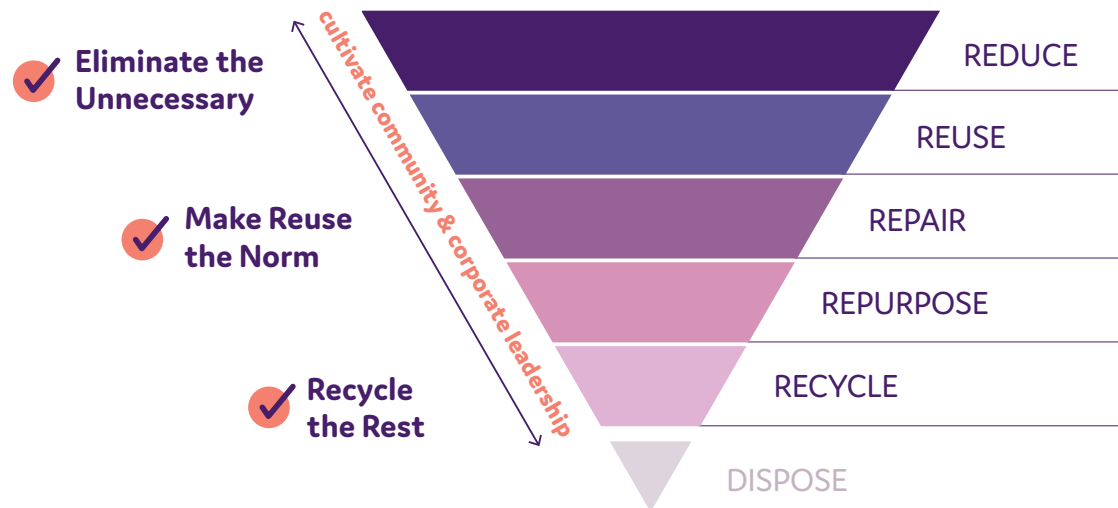 Eliminate the
Unnecessary
Make Reuse
the Norm
Recycle
the Rest
cultivate community & corporate leadership
REDUCE
REUSE
REPAIR
REPURPOSE
RECYCLE
DISPOSE